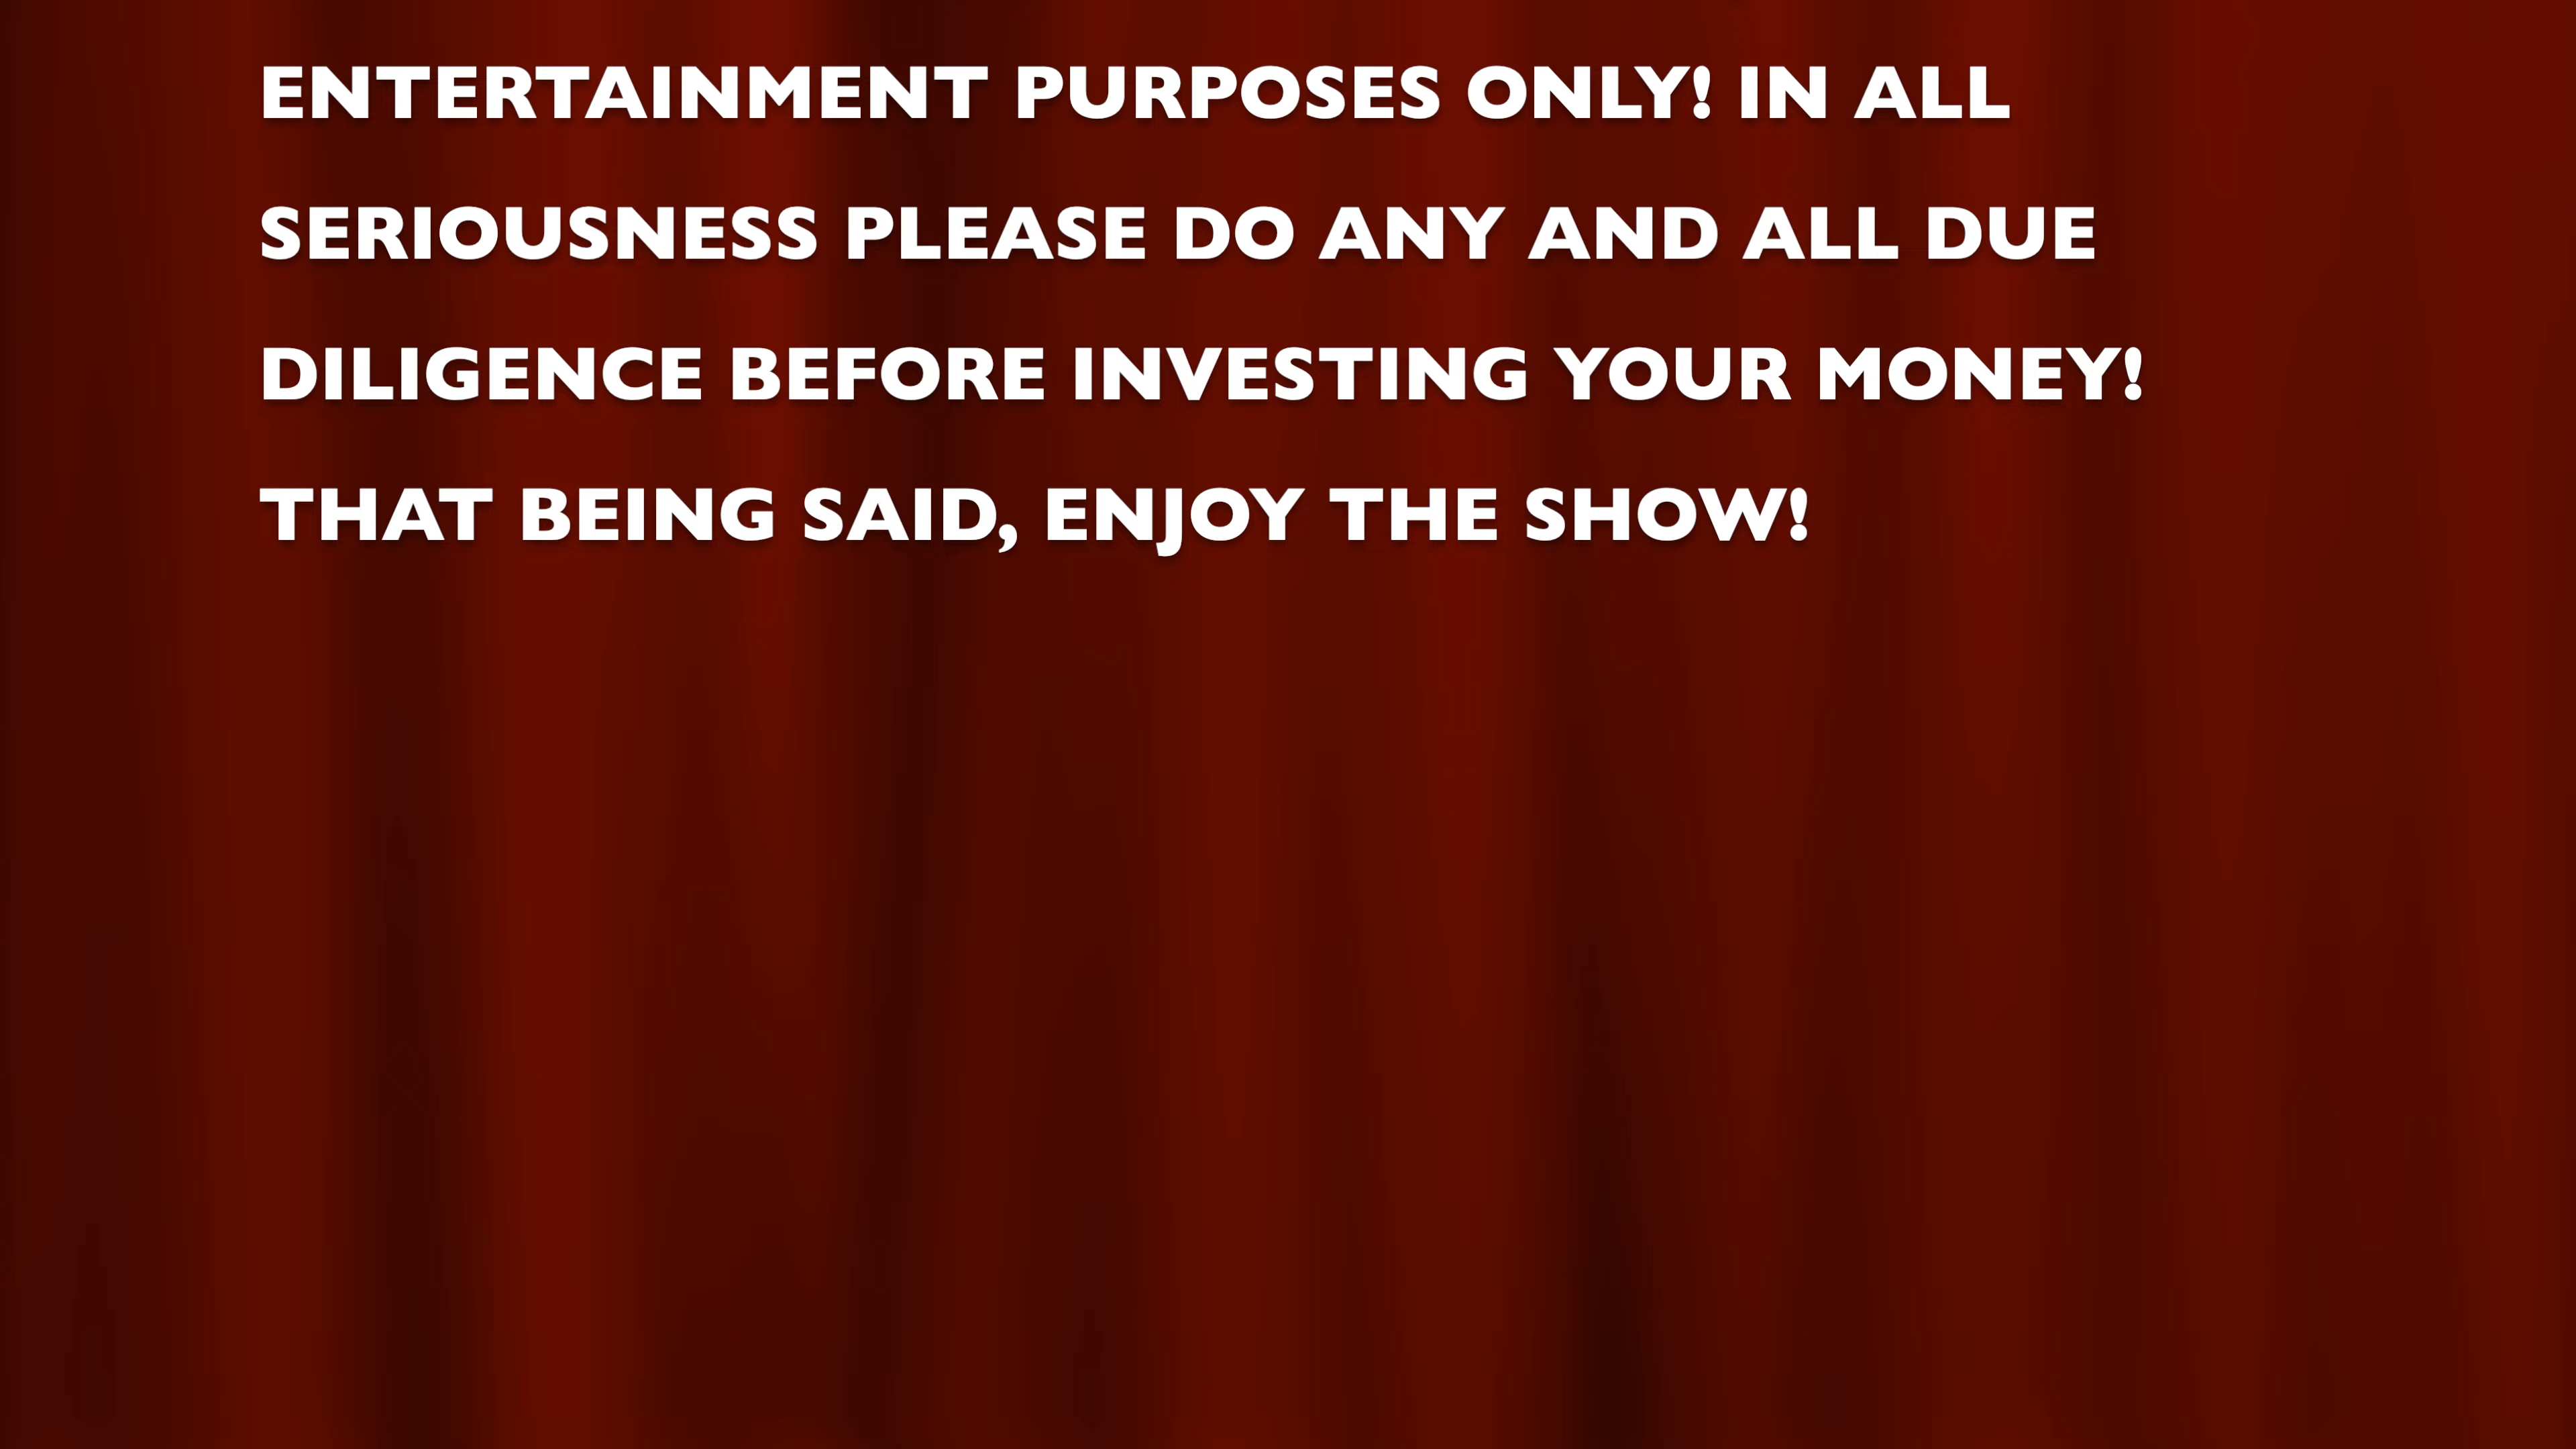 ENTERTAINMENT PURPOSES ONLY! IN ALL
SERIOUSNESS PLEASE DO ANY AND ALL DUE
DILIGENCE BEFORE INVESTING YOUR MONEY!
THAT BEING SAID, ENJOY THE SHOW!